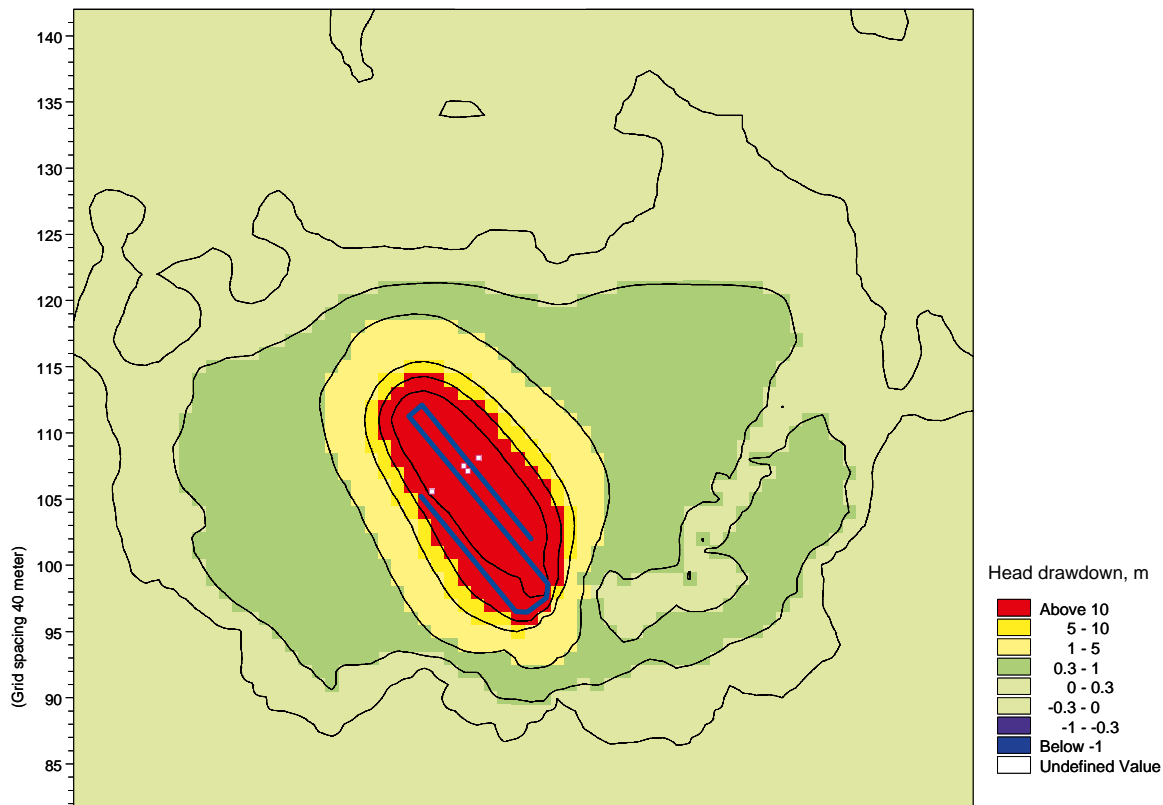 140
135
130
125
120
115
110
105
100
95
90
85
(Grid spacing 40 meter)
Head drawdown, m
Above 10
5 - 10
1 - 5
0.3 - 1
0 - 0.3
-0.3 - 0
-1 - -0.3
Below -1
Undefined Value